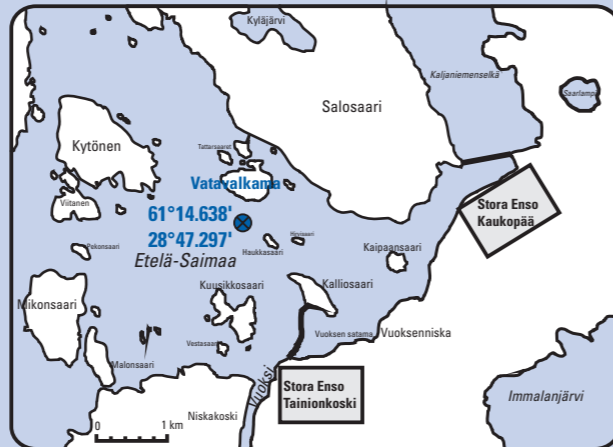 Kyläjärvi
Kaljaniemenselkä
Saarlampi
Salosaari
Kytönen
Tattarsaaret
Vatavalkama
Viitanen
61°14.638'
28°47.297'
Stora Enso
Kaukopää
Pekonsaari
Haukkasaari
Hirvisaari
Etelä-Saimaa
Kaipaansaari
Kuusikkosaari
Kalliosaari
Mikonsaari
Vuoksen satama
Vuoksenniska
Vestasaari
Malonsaari
Vuoksi
Stora Enso
Tainionkoski
Immalanjärvi
Niskakoski
0 1 km